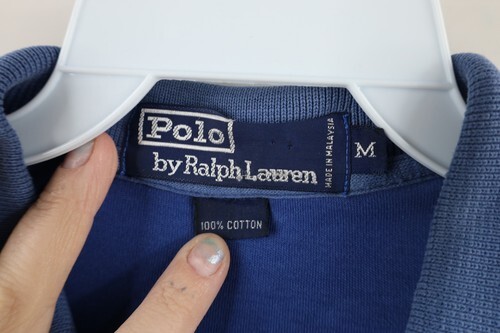 Polo
by Ralph Lauren
MADE IN MALAYSIA
M
100% COTTON